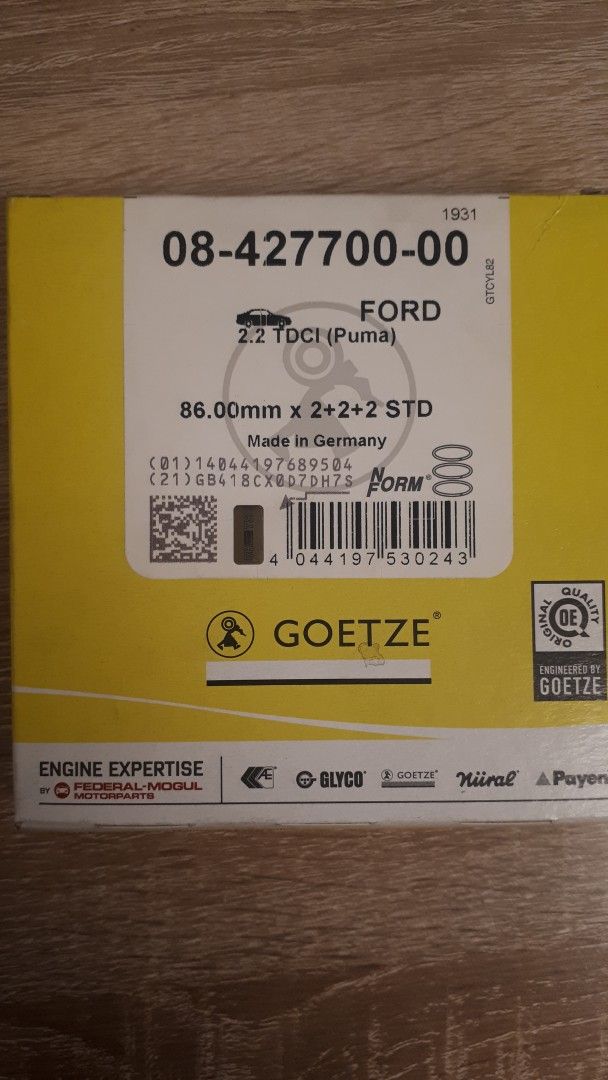 1931
08-427700-00
GTCYL82
FORD
2.2 TDCI (Puma)
86.00mm x 2+2+2 STD
Made in Germany
(01)14044197689504
(21)GB418CX0D7DH7S
NFORM®
4 044197 530243
GOETZE®
ORIGINAL QUALITY
OE
ENGINEERED BY
GOETZE
ENGINE EXPERTISE
BY FEDERAL-MOGUL
MOTORPARTS
AE
GLYCO®
GOETZE®
Nüral®
Payen